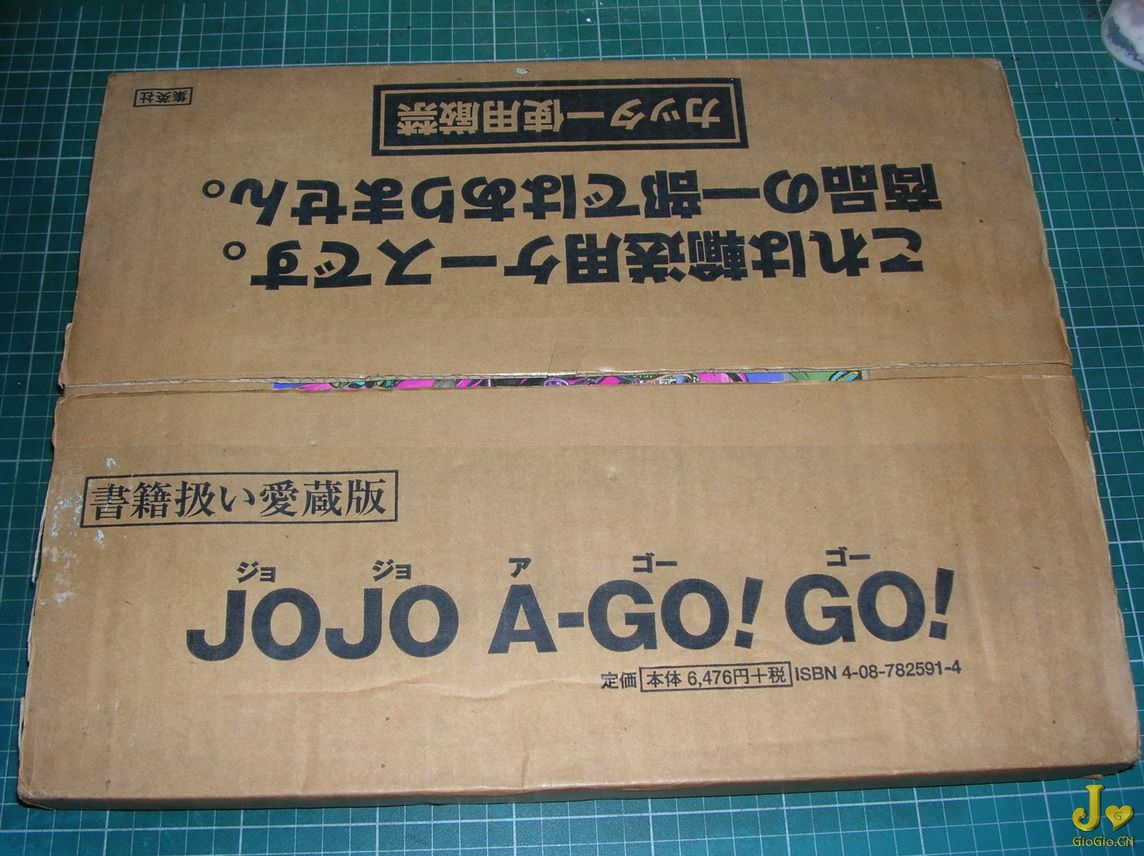 集英社
カッター使用厳禁
これは輸送用ケースです。
商品の一部ではありません。
書籍扱い愛蔵版
ジョ ジョ ア ゴー ゴー
JOJO A-GO! GO!
定価 本体 6,476円+税 ISBN 4-08-782591-4
J G
GioGio.CN